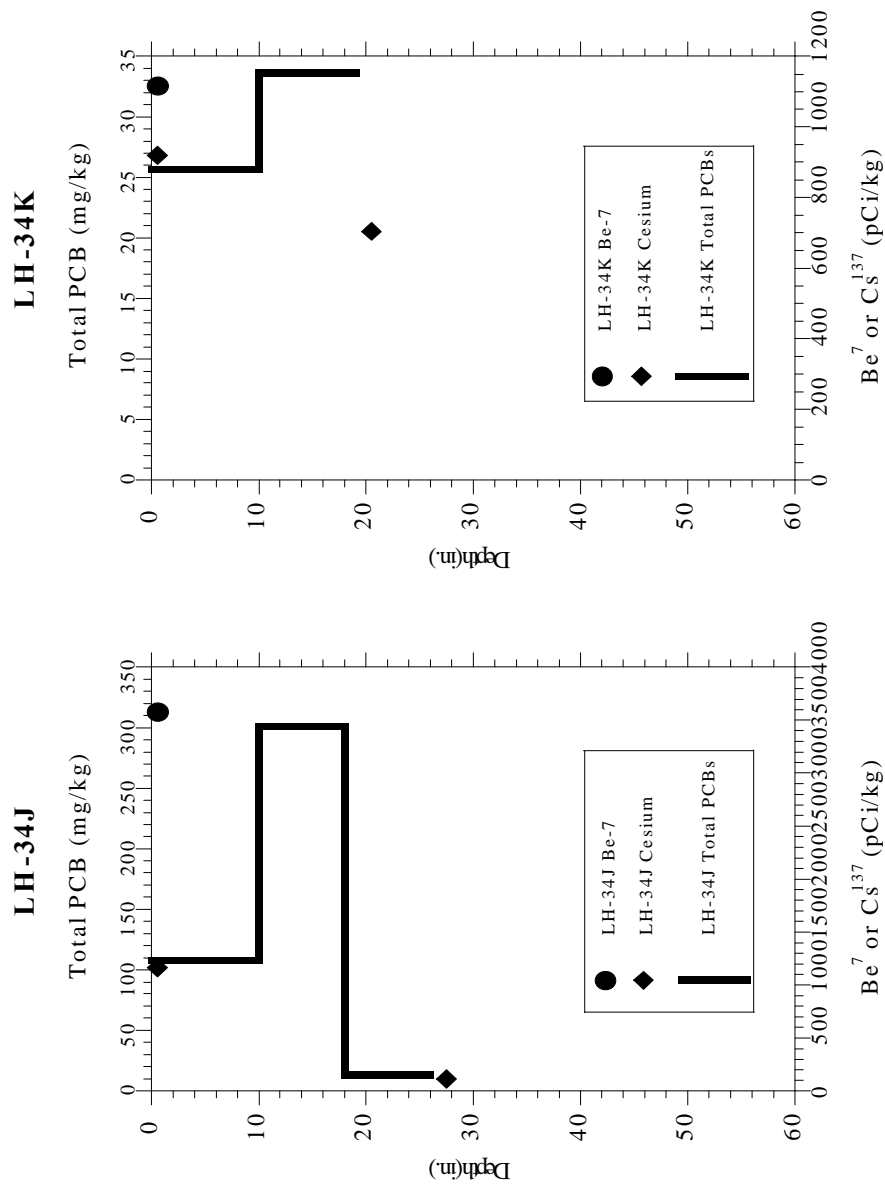 LH-34J
Total PCB (mg/kg)
0 50 100 150 200 250 300 350
Depth(in.)
0
10
20
30
40
50
60
LH-34J Be-7
LH-34J Cesium
LH-34J Total PCBs
0 500 1000 1500 2000 2500 3000 3500 4000
Be⁷ or Cs¹³⁷ (pCi/kg)
LH-34K
Total PCB (mg/kg)
0 5 10 15 20 25 30 35
Depth(in.)
0
10
20
30
40
50
60
LH-34K Be-7
LH-34K Cesium
LH-34K Total PCBs
0 200 400 600 800 1000 1200
Be⁷ or Cs¹³⁷ (pCi/kg)